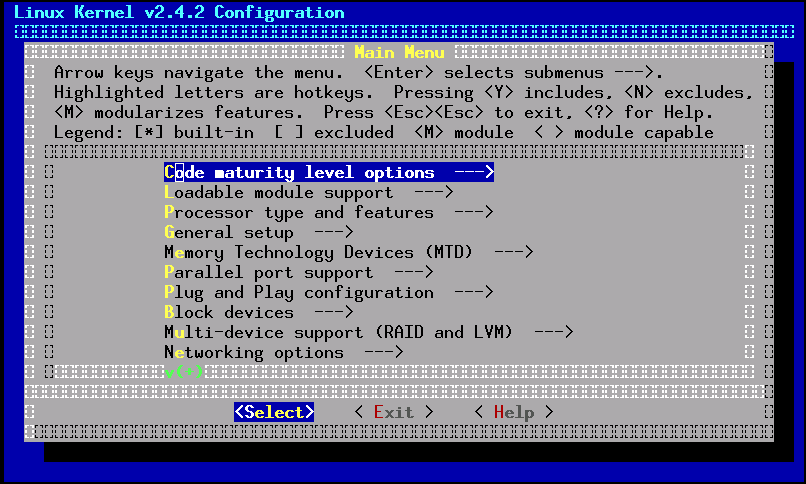 Linux Kernel v2.4.2 Configuration
Main Menu
Arrow keys navigate the menu.  <Enter> selects submenus --->.
Highlighted letters are hotkeys.  Pressing <Y> includes, <N> excludes,
<M> modularizes features.  Press <Esc><Esc> to exit, <?> for Help.
Legend: [*] built-in  [ ] excluded  <M> module  < > module capable
Code maturity level options  --->
Loadable module support  --->
Processor type and features  --->
General setup  --->
Memory Technology Devices (MTD)  --->
Parallel port support  --->
Plug and Play configuration  --->
Block devices  --->
Multi-device support (RAID and LVM)  --->
Networking options  --->
v(+)
<Select>    < Exit >    < Help >